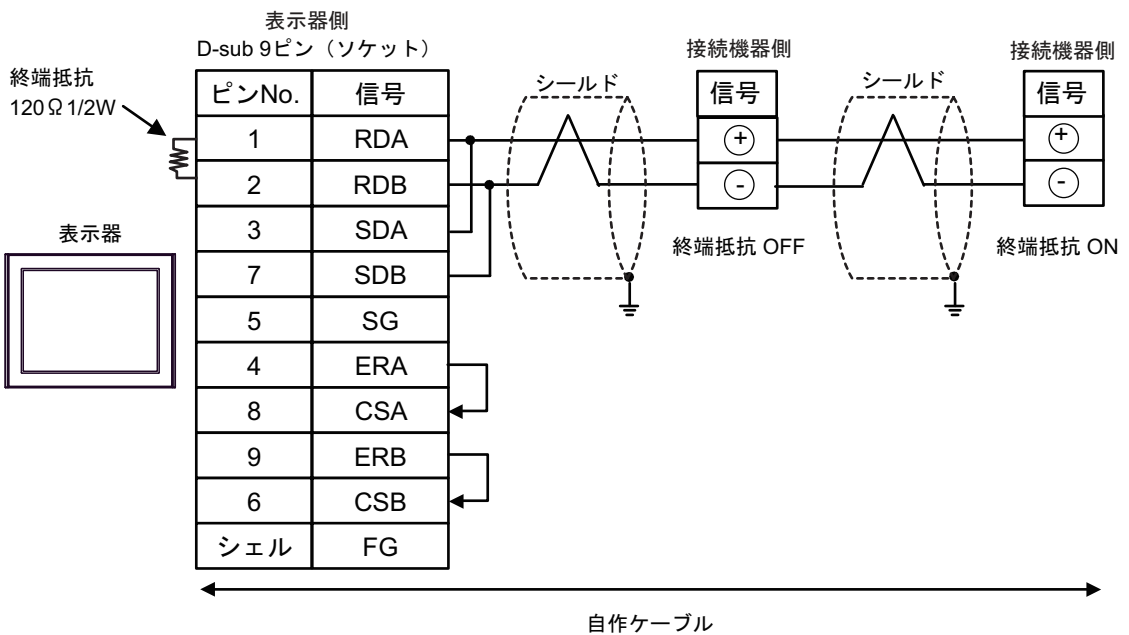 表示器側
D-sub 9ピン（ソケット）
接続機器側
接続機器側
終端抵抗
120Ω 1/2W
ピンNo. 信号
シールド
信号
シールド
信号
1 RDA
+
+
2 RDB
-
-
3 SDA
表示器
終端抵抗 OFF
終端抵抗 ON
7 SDB
5 SG
4 ERA
8 CSA
9 ERB
6 CSB
シェル FG
自作ケーブル